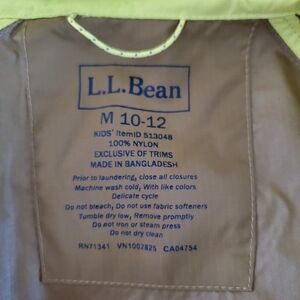 L.L.Bean
M 10-12
KIDS' ItemID 513048
100% NYLON
EXCLUSIVE OF TRIMS
MADE IN BANGLADESH
Prior to laundering, close all closures
Machine wash cold, With like colors
Delicate cycle
Do not bleach, Do not use fabric softeners
Tumble dry low, Remove promptly
Do not iron or steam press
Do not dry clean
RN71341 VN1002825 CA04754